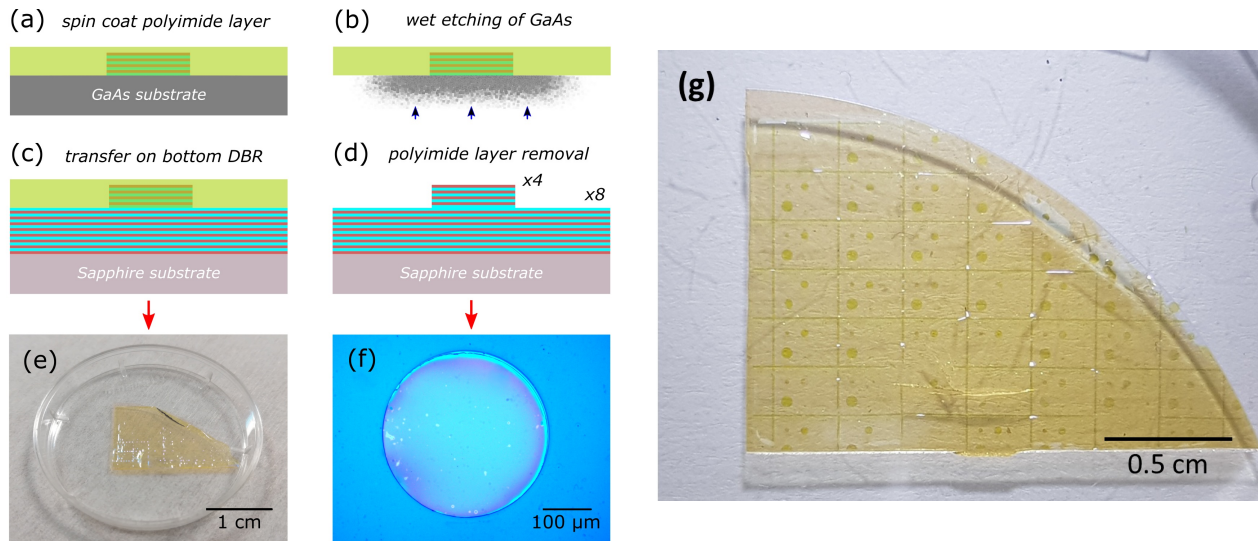 (a) spin coat polyimide layer
GaAs substrate
(b) wet etching of GaAs
(c) transfer on bottom DBR
Sapphire substrate
(d) polyimide layer removal
x4
x8
Sapphire substrate
(e)
1 cm
(f)
100 µm
(g)
0.5 cm